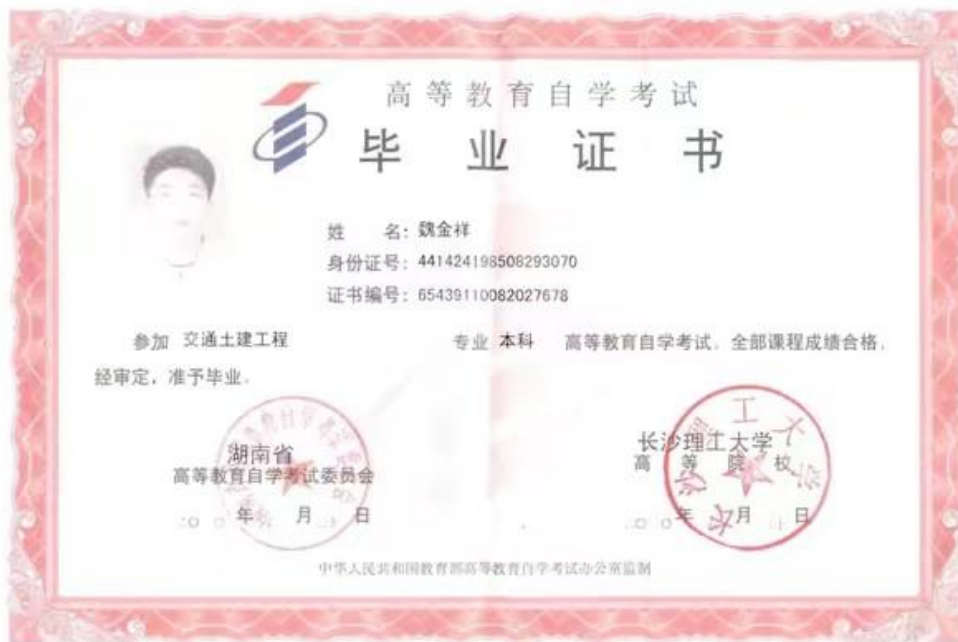 高等教育自学考试
毕业证书
姓 名：魏金祥
身份证号：441424198508293070
证书编号：65439110082027678
参加 交通土建工程 专业 本科 高等教育自学考试，全部课程成绩合格，
经审定，准予毕业。
湖南省
高等教育自学考试委员会
年 月 日
长沙理工大学
高等院校
长沙理工大学
年 月 日
中华人民共和国教育部高等教育自学考试办公室监制